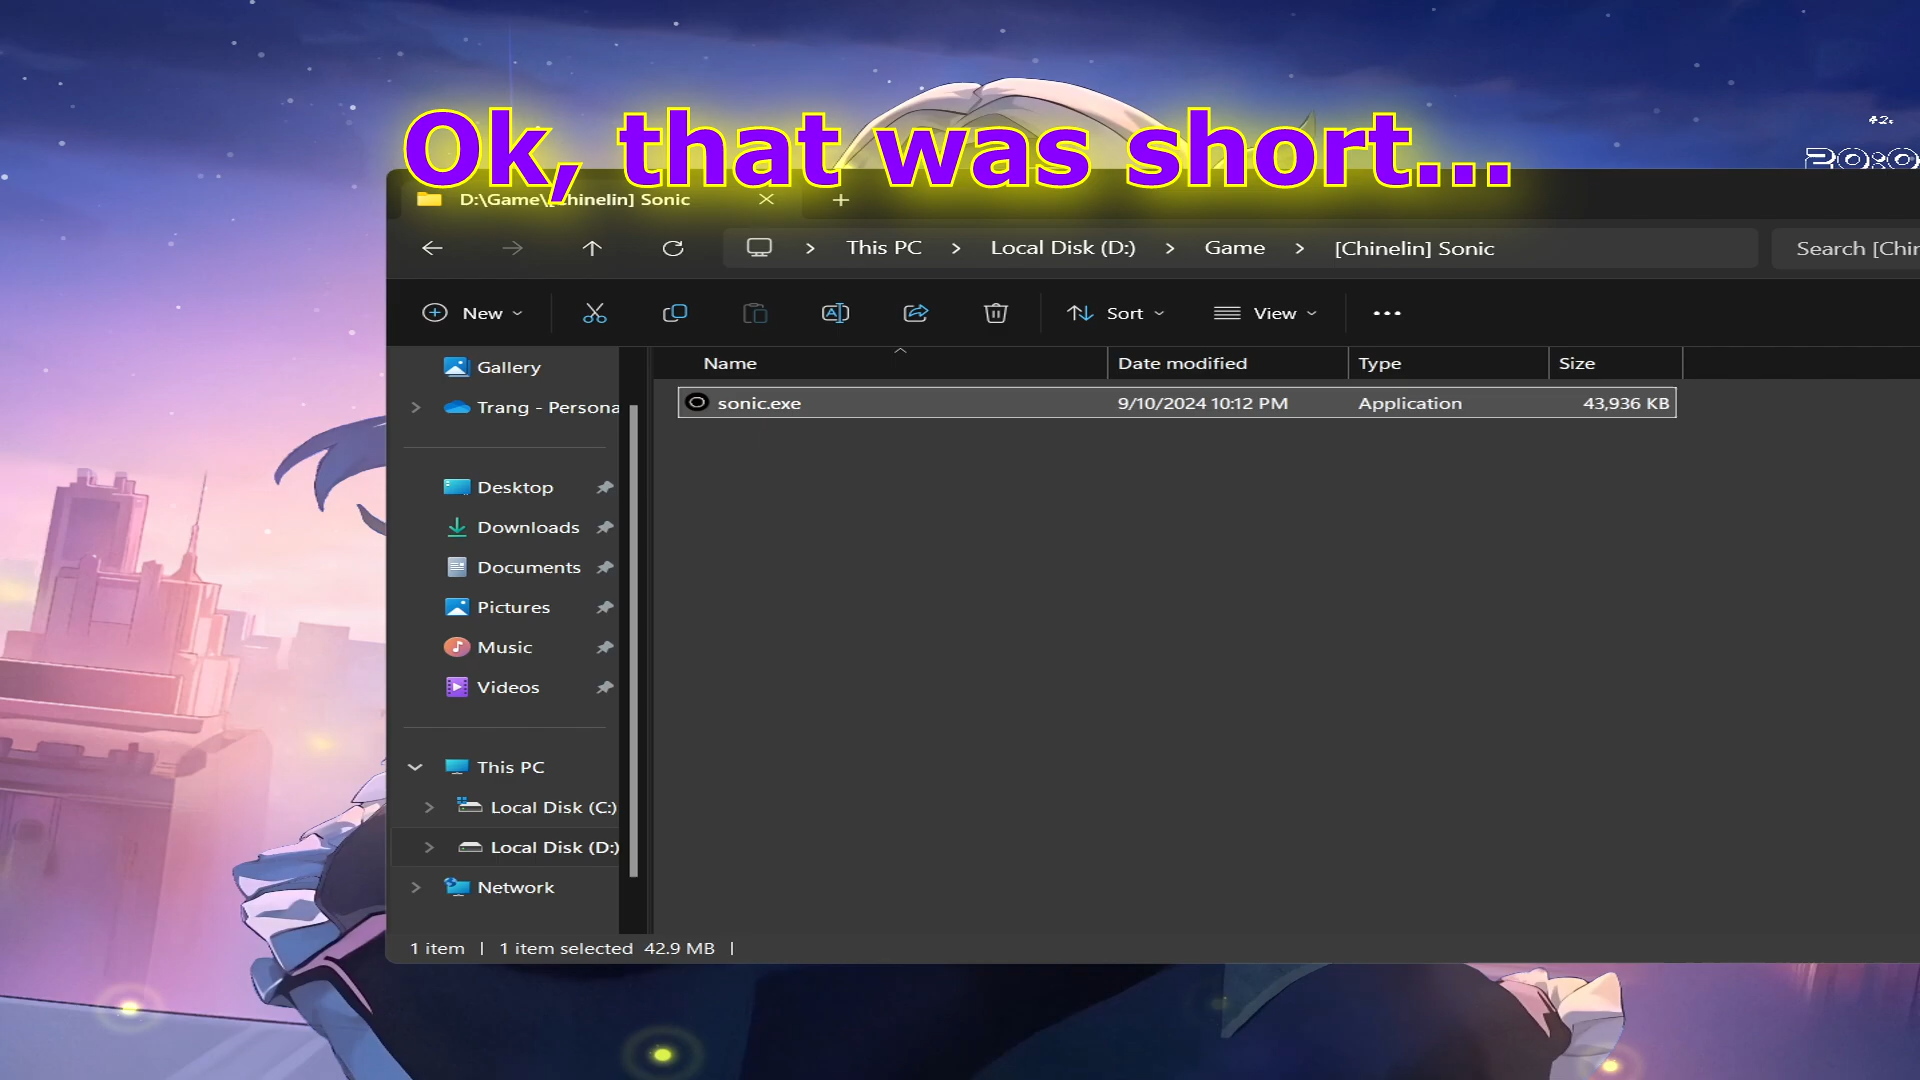 Ok, that was short...
42.
D:\Game\[Chinelin] Sonic
This PC > Local Disk (D:) > Game > [Chinelin] Sonic
Search [Chin
New
Sort
View
Name
Date modified
Type
Size
sonic.exe
9/10/2024 10:12 PM
Application
43,936 KB
Gallery
Trang - Persona
Desktop
Downloads
Documents
Pictures
Music
Videos
This PC
Local Disk (C:)
Local Disk (D:)
Network
1 item | 1 item selected 42.9 MB |